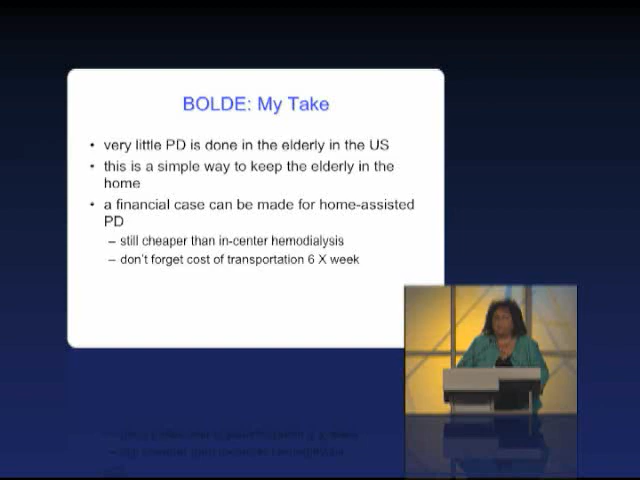 BOLDE: My Take
• very little PD is done in the elderly in the US
• this is a simple way to keep the elderly in the
home
• a financial case can be made for home-assisted
PD
– still cheaper than in-center hemodialysis
– don't forget cost of transportation 6 X week